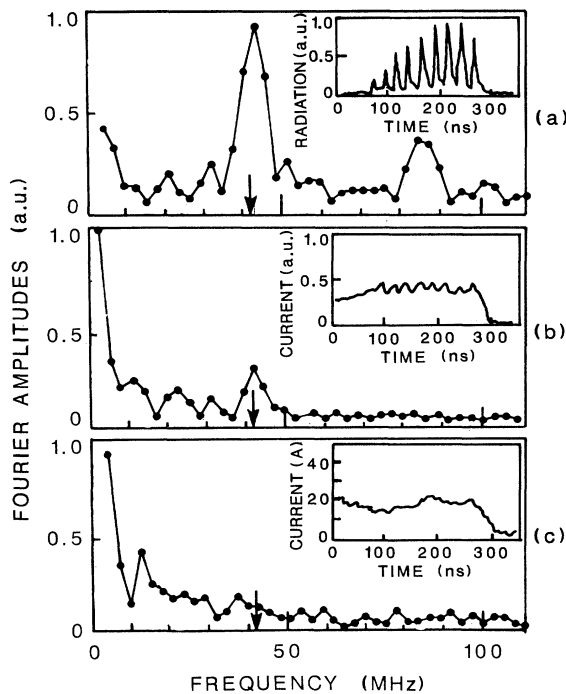 FOURIER AMPLITUDES (a.u.)
1.0
0.5
0
RADIATION(a.u.)
1.0
0.5
0
0 100 200 300
TIME (ns)
(a)
1.0
0.5
0
CURRENT(a.u.)
1.0
0.5
0
0 100 200 300
TIME (ns)
(b)
1.0
0.5
0
CURRENT (A)
40
20
0 100 200 300
TIME (ns)
(c)
0 50 100
FREQUENCY (MHz)